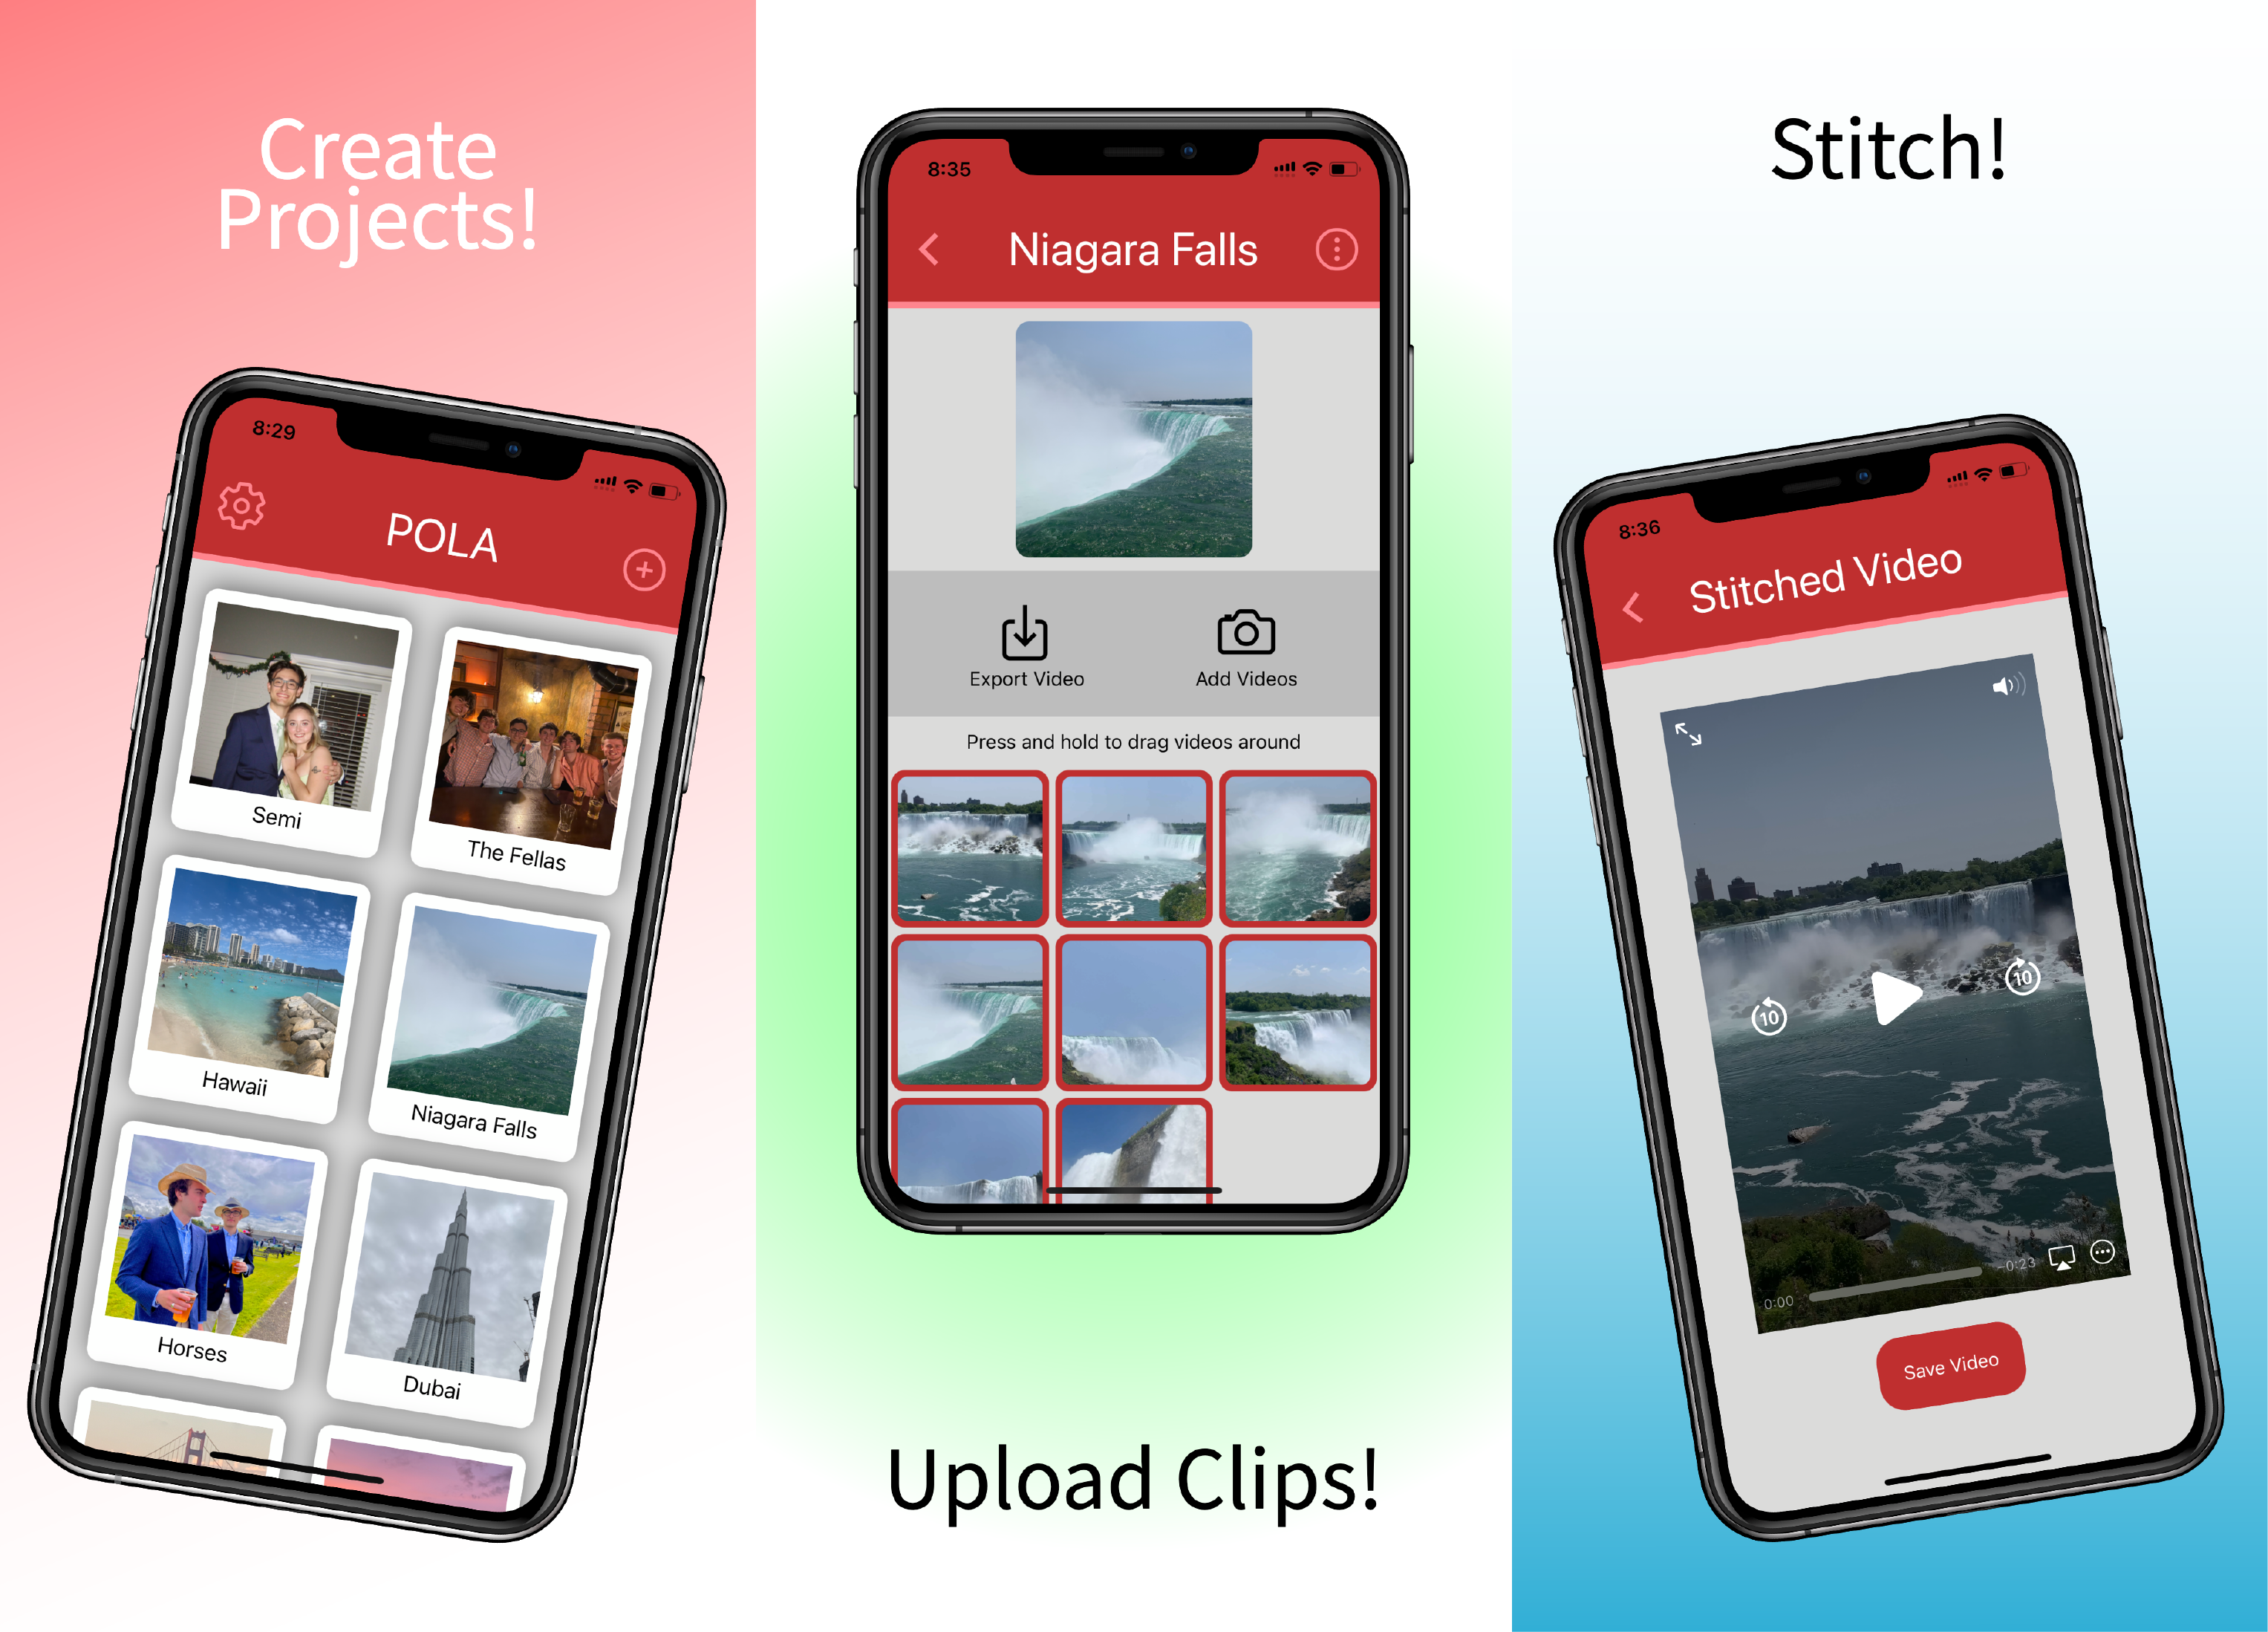 Create
Projects!
8:29
POLA
Semi
The Fellas
Hawaii
Niagara Falls
Horses
Dubai
8:35
Niagara Falls
Export Video
Add Videos
Press and hold to drag videos around
Upload Clips!
Stitch!
8:36
Stitched Video
10
10
0:00
-0:23
Save Video